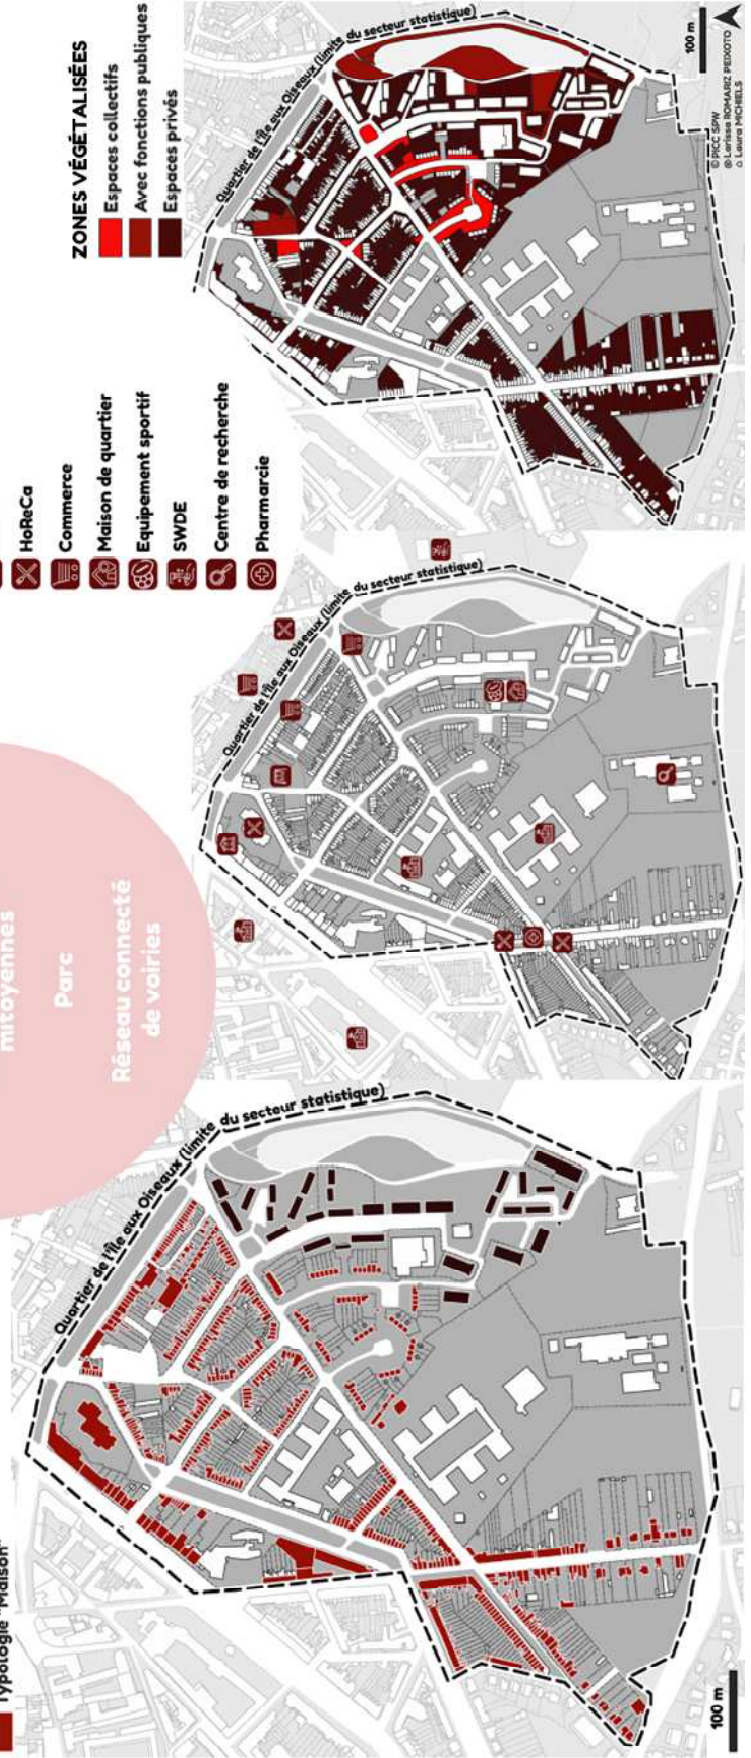 Typologie "Maison"
mitoyennes
Parc
Réseau connecté
de voiries
Quartier de l'Île aux Oiseaux (limite du secteur statistique)
100 m
HoReCa
Commerce
Maison de quartier
Equipement sportif
SWDE
Centre de recherche
Pharmarcie
Quartier de l'Île aux Oiseaux (limite du secteur statistique)
ZONES VÉGÉTALISÉES
Espaces collectifs
Avec fonctions publiques
Espaces privés
Quartier de l'Île aux Oiseaux (limite du secteur statistique)
100 m
© PICC SPW
@ Larissa ROMARIZ PEIXOTO
Laura MICHIELS